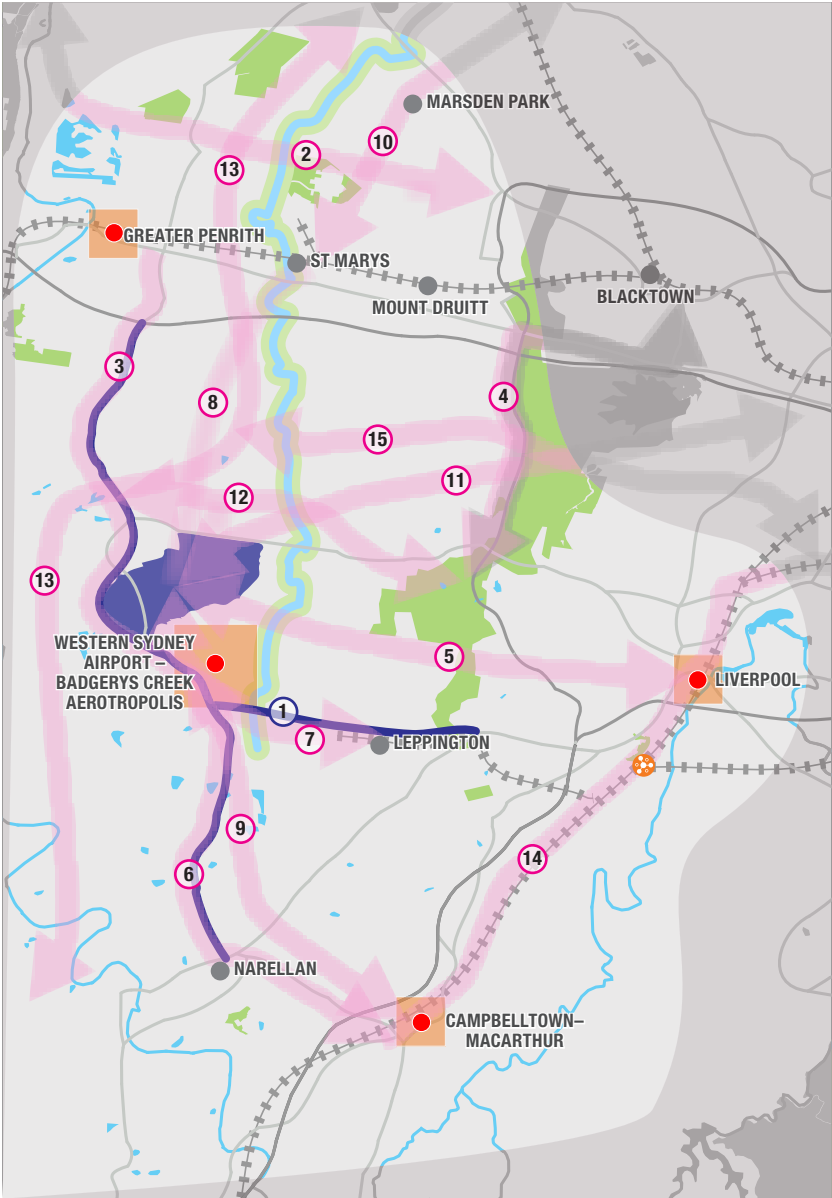 MARSDEN PARK
10
2
13
GREATER PENRITH
ST MARYS
MOUNT DRUITT
BLACKTOWN
3
8
4
15
11
12
13
WESTERN SYDNEY
AIRPORT –
BADGERYS CREEK
AEROTROPOLIS
5
LIVERPOOL
1
7
LEPPINGTON
9
6
14
NARELLAN
CAMPBELLTOWN–
MACARTHUR